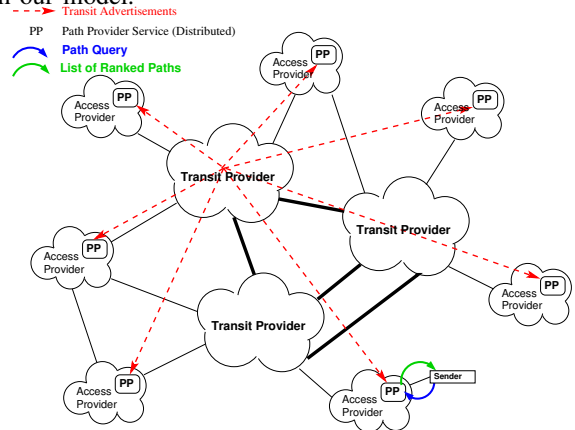 in our model.
Transit Advertisements
PP Path Provider Service (Distributed)
Path Query
List of Ranked Paths
Access
Provider
PP
Access
Provider
PP
Access
Provider
PP
Transit Provider
Transit Provider
Access
Provider
PP
Access
Provider
PP
Transit Provider
Access
Provider
PP
Access
Provider
PP
Sender